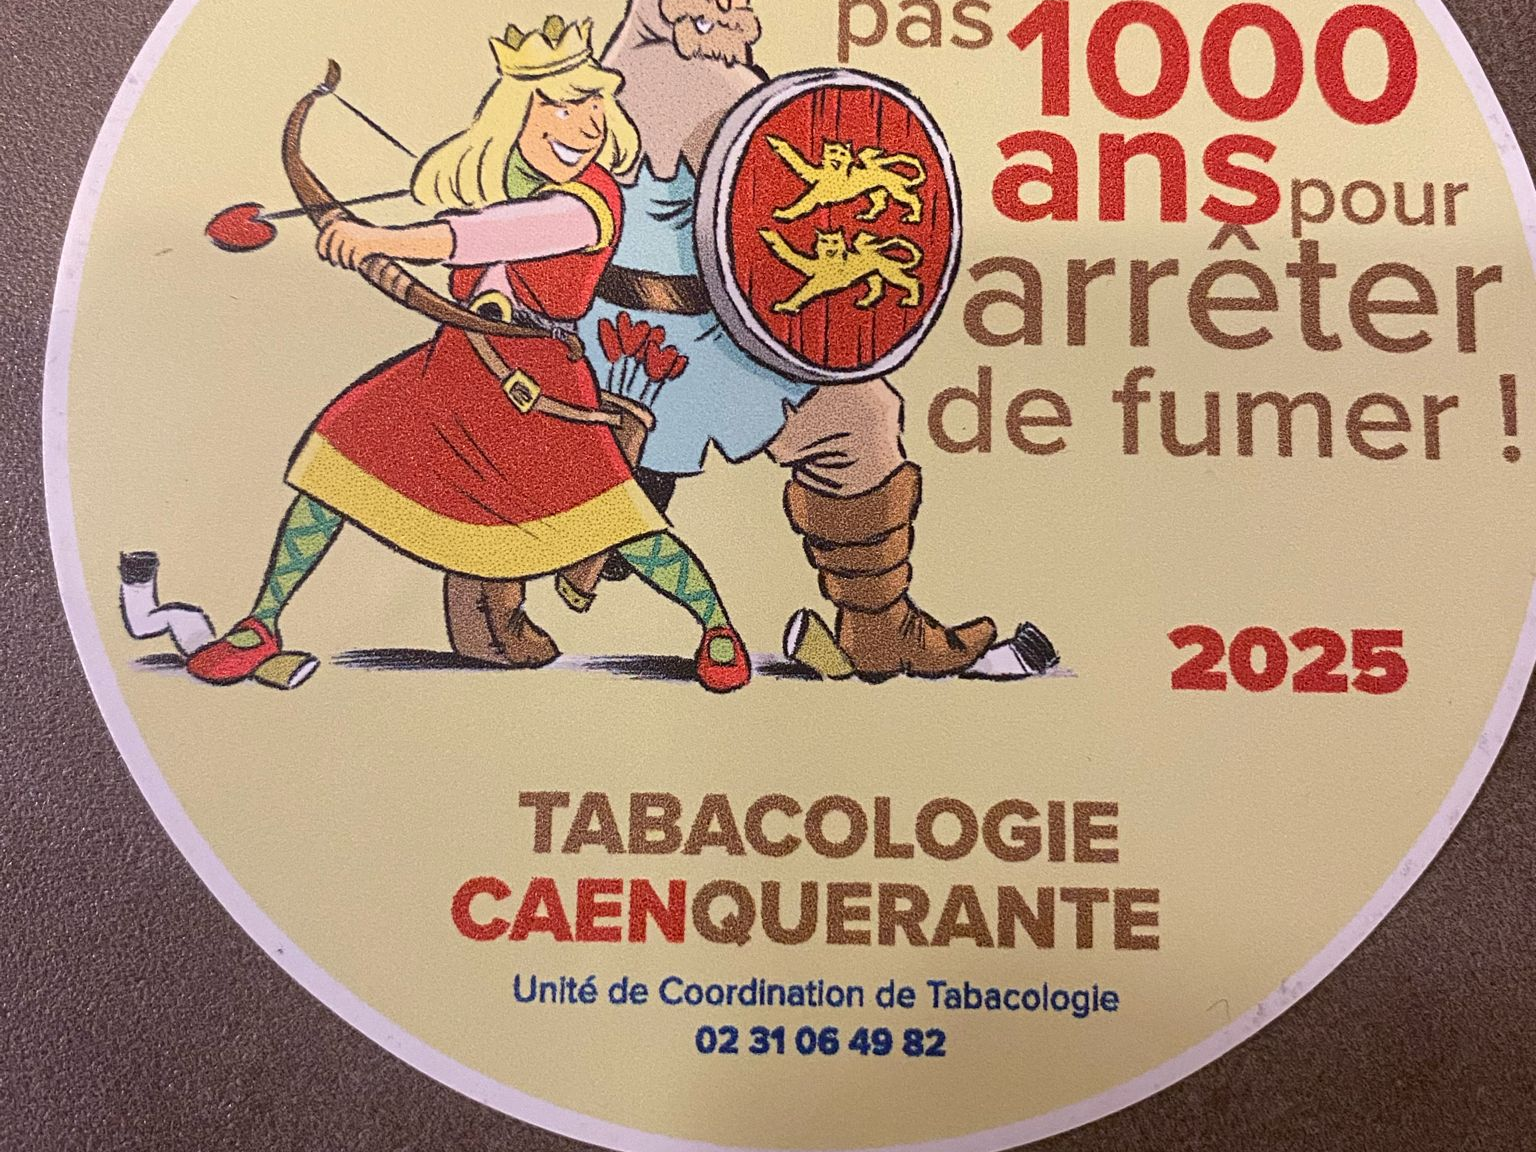 pas 1000
ans pour
arrêter
de fumer !
2025
TABACOLOGIE
CAENQUERANTE
Unité de Coordination de Tabacologie
02 31 06 49 82